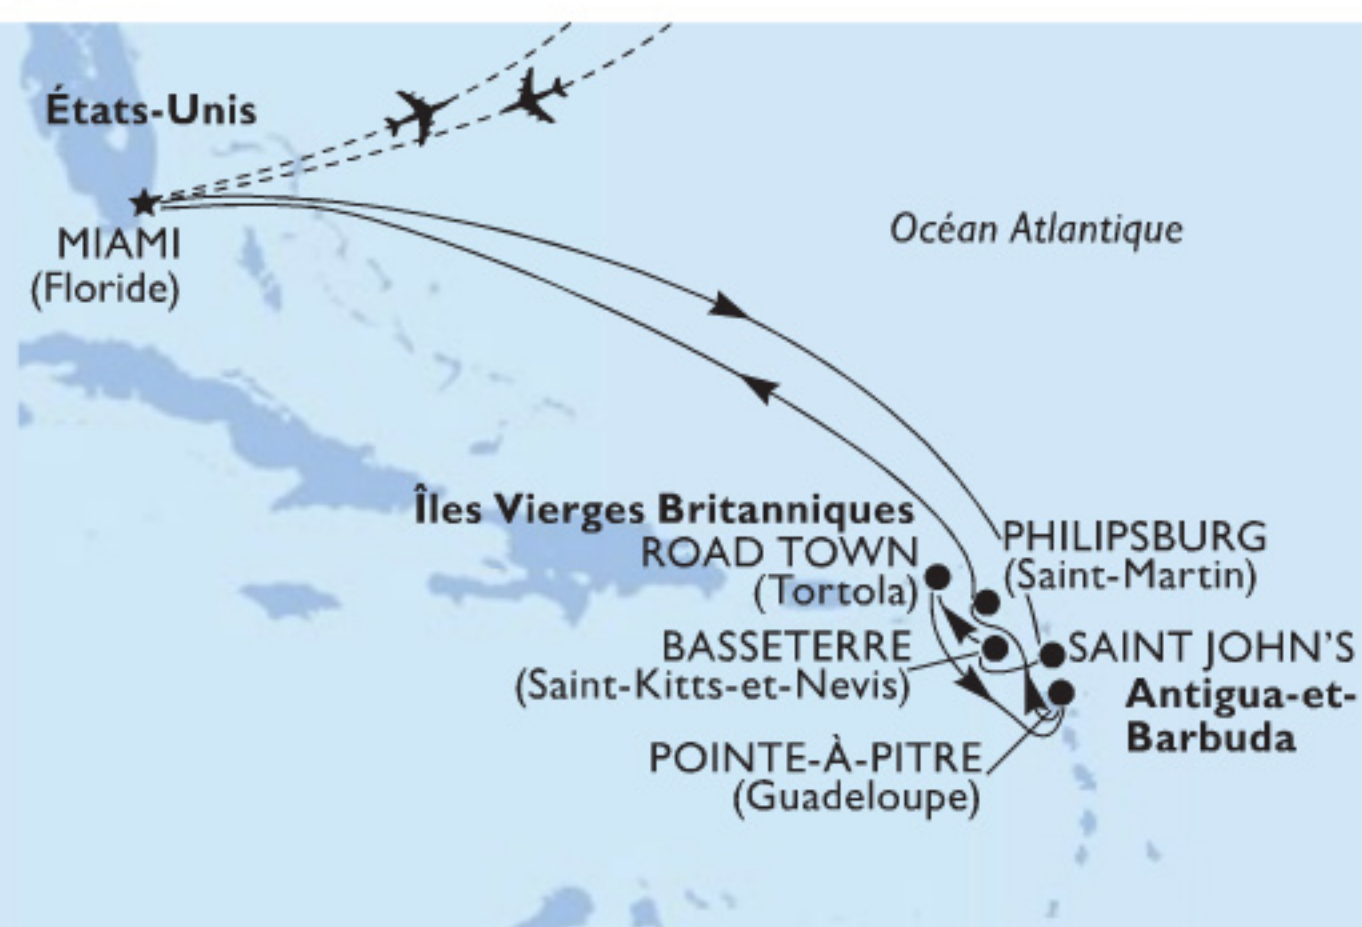 États-Unis
MIAMI
(Floride)
Océan Atlantique
Îles Vierges Britanniques
ROAD TOWN
(Tortola)
PHILIPSBURG
(Saint-Martin)
BASSETERRE
(Saint-Kitts-et-Nevis)
SAINT JOHN'S
Antigua-et-
Barbuda
POINTE-À-PITRE
(Guadeloupe)